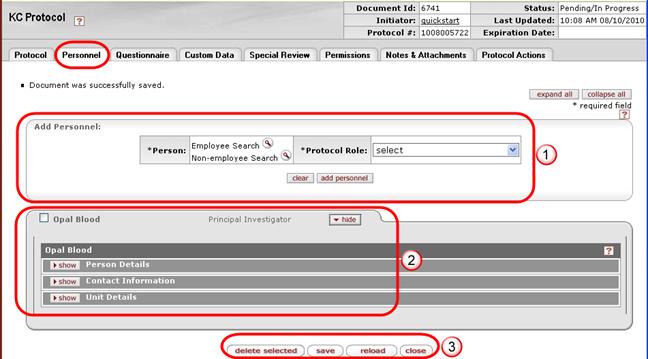 KC Protocol ?
Document Id: 6741 Status: Pending/In Progress
Initiator: quickstart Last Updated: 10:08 AM 08/10/2010
Protocol #: 1008005722 Expiration Date:
Protocol Personnel Questionnaire Custom Data Special Review Permissions Notes & Attachments Protocol Actions
Document was successfully saved.
expand all collapse all
* required field
?
Add Personnel:
*Person: Employee Search *Protocol Role: select
Non-employee Search
1
clear add personnel
Opal Blood Principal Investigator hide
Opal Blood ?
2
show Person Details
show Contact Information
show Unit Details
delete selected save reload close 3